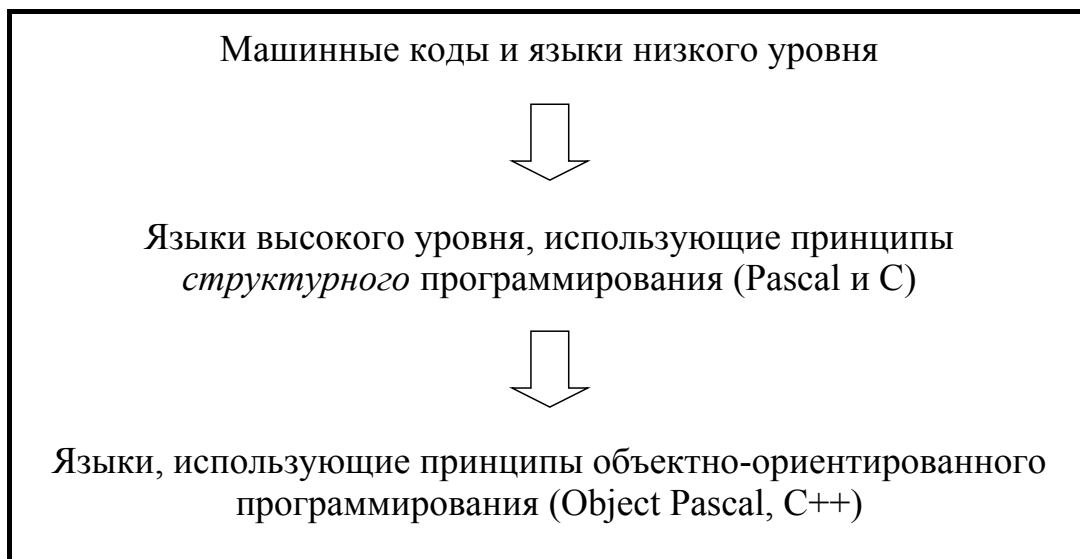 Машинные коды и языки низкого уровня
Языки высокого уровня, использующие принципы
структурного программирования (Pascal и C)
Языки, использующие принципы объектно-ориентированного
программирования (Object Pascal, C++)